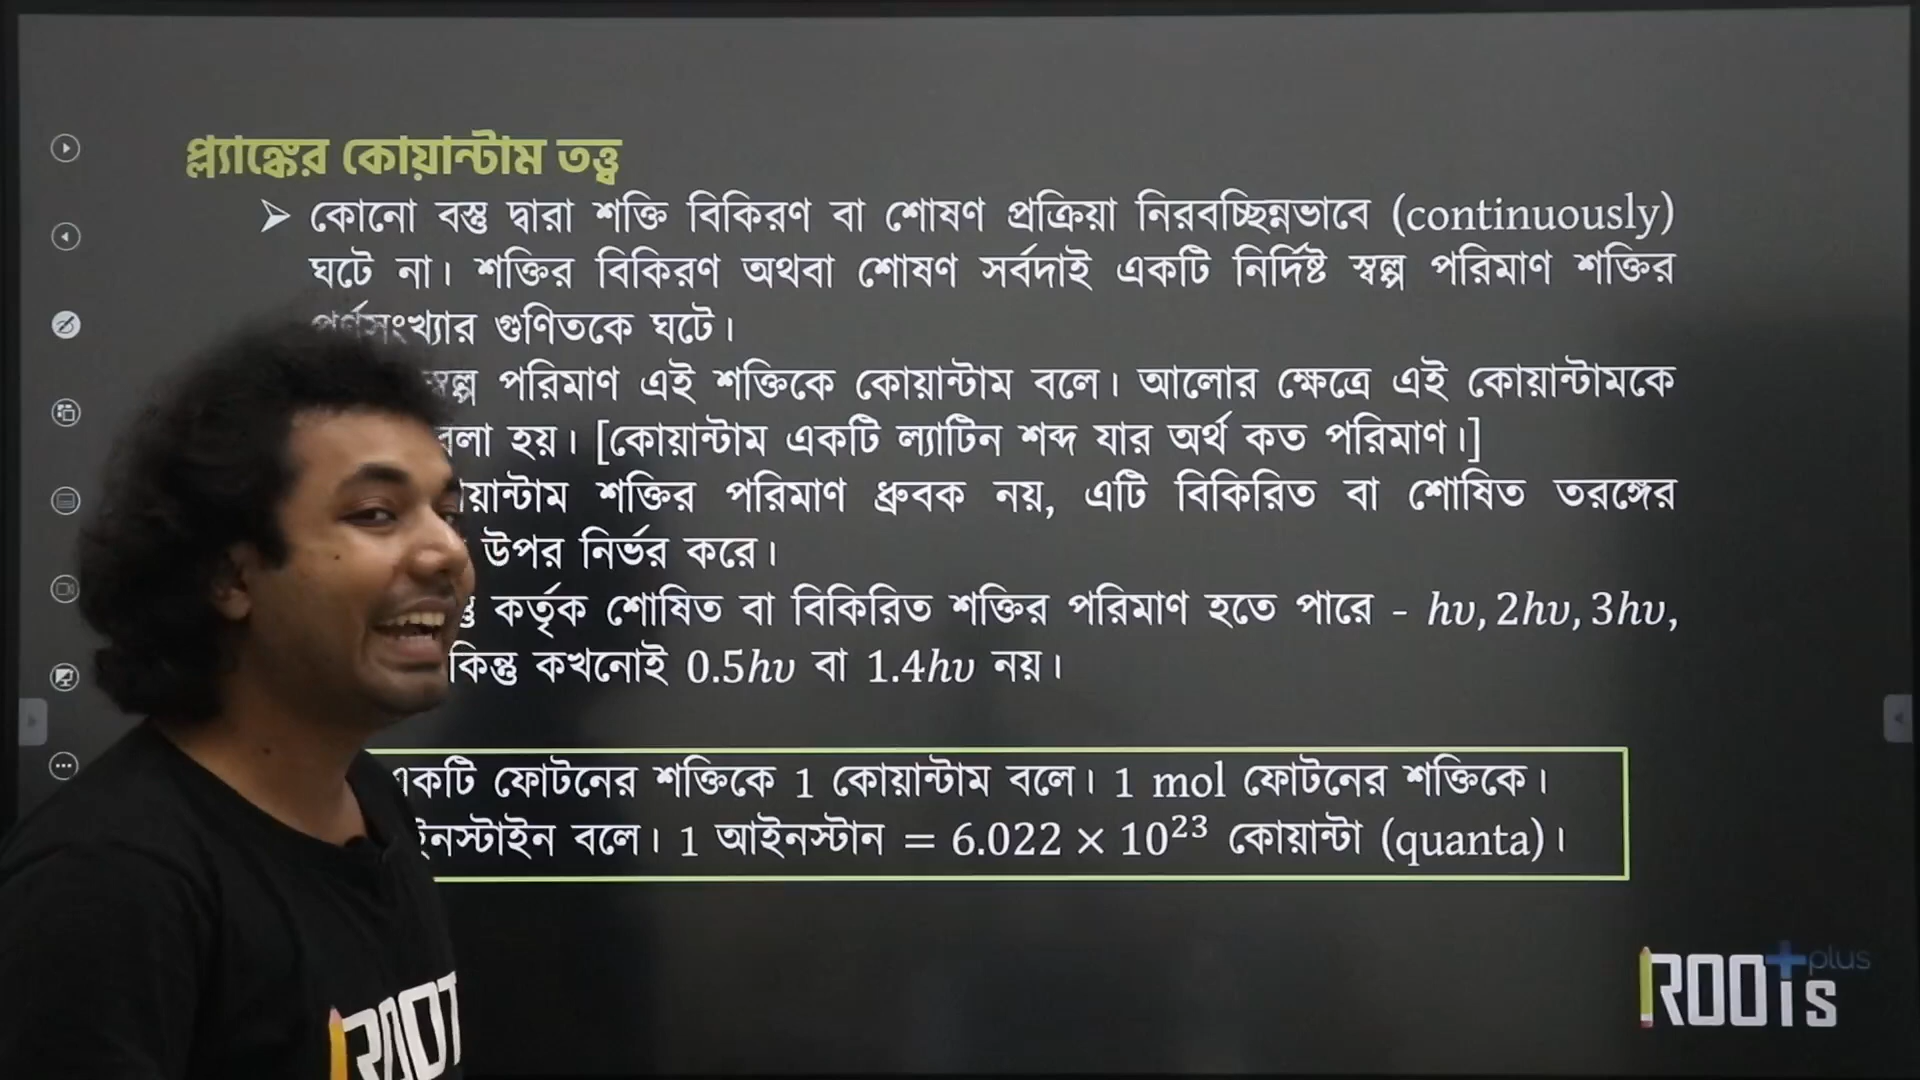 প্ল্যাঙ্কের কোয়ান্টাম তত্ত্ব
➢ কোনো বস্তু দ্বারা শক্তি বিকিরণ বা শোষণ প্রক্রিয়া নিরবচ্ছিন্নভাবে (continuously)
ঘটে না। শক্তির বিকিরণ অথবা শোষণ সর্বদাই একটি নির্দিষ্ট স্বল্প পরিমাণ শক্তির
পূর্ণসংখ্যার গুণিতকে ঘটে।
স্বল্প পরিমাণ এই শক্তিকে কোয়ান্টাম বলে। আলোর ক্ষেত্রে এই কোয়ান্টামকে
বলা হয়। [কোয়ান্টাম একটি ল্যাটিন শব্দ যার অর্থ কত পরিমাণ।]
শক্তির পরিমাণ ধ্রুবক নয়, এটি বিকিরিত বা শোষিত তরঙ্গের
উপর নির্ভর করে।
কর্তৃক শোষিত বা বিকিরিত শক্তির পরিমাণ হতে পারে - hυ, 2hυ, 3hυ,
কিন্তু কখনোই 0.5hυ বা 1.4hυ নয়।
একটি ফোটনের শক্তিকে 1 কোয়ান্টাম বলে। 1 mol ফোটনের শক্তিকে।
বলে। 1 আইনস্টান = 6.022 × 10²³ কোয়ান্টা (quanta)।
ROOTs plus
ROOT